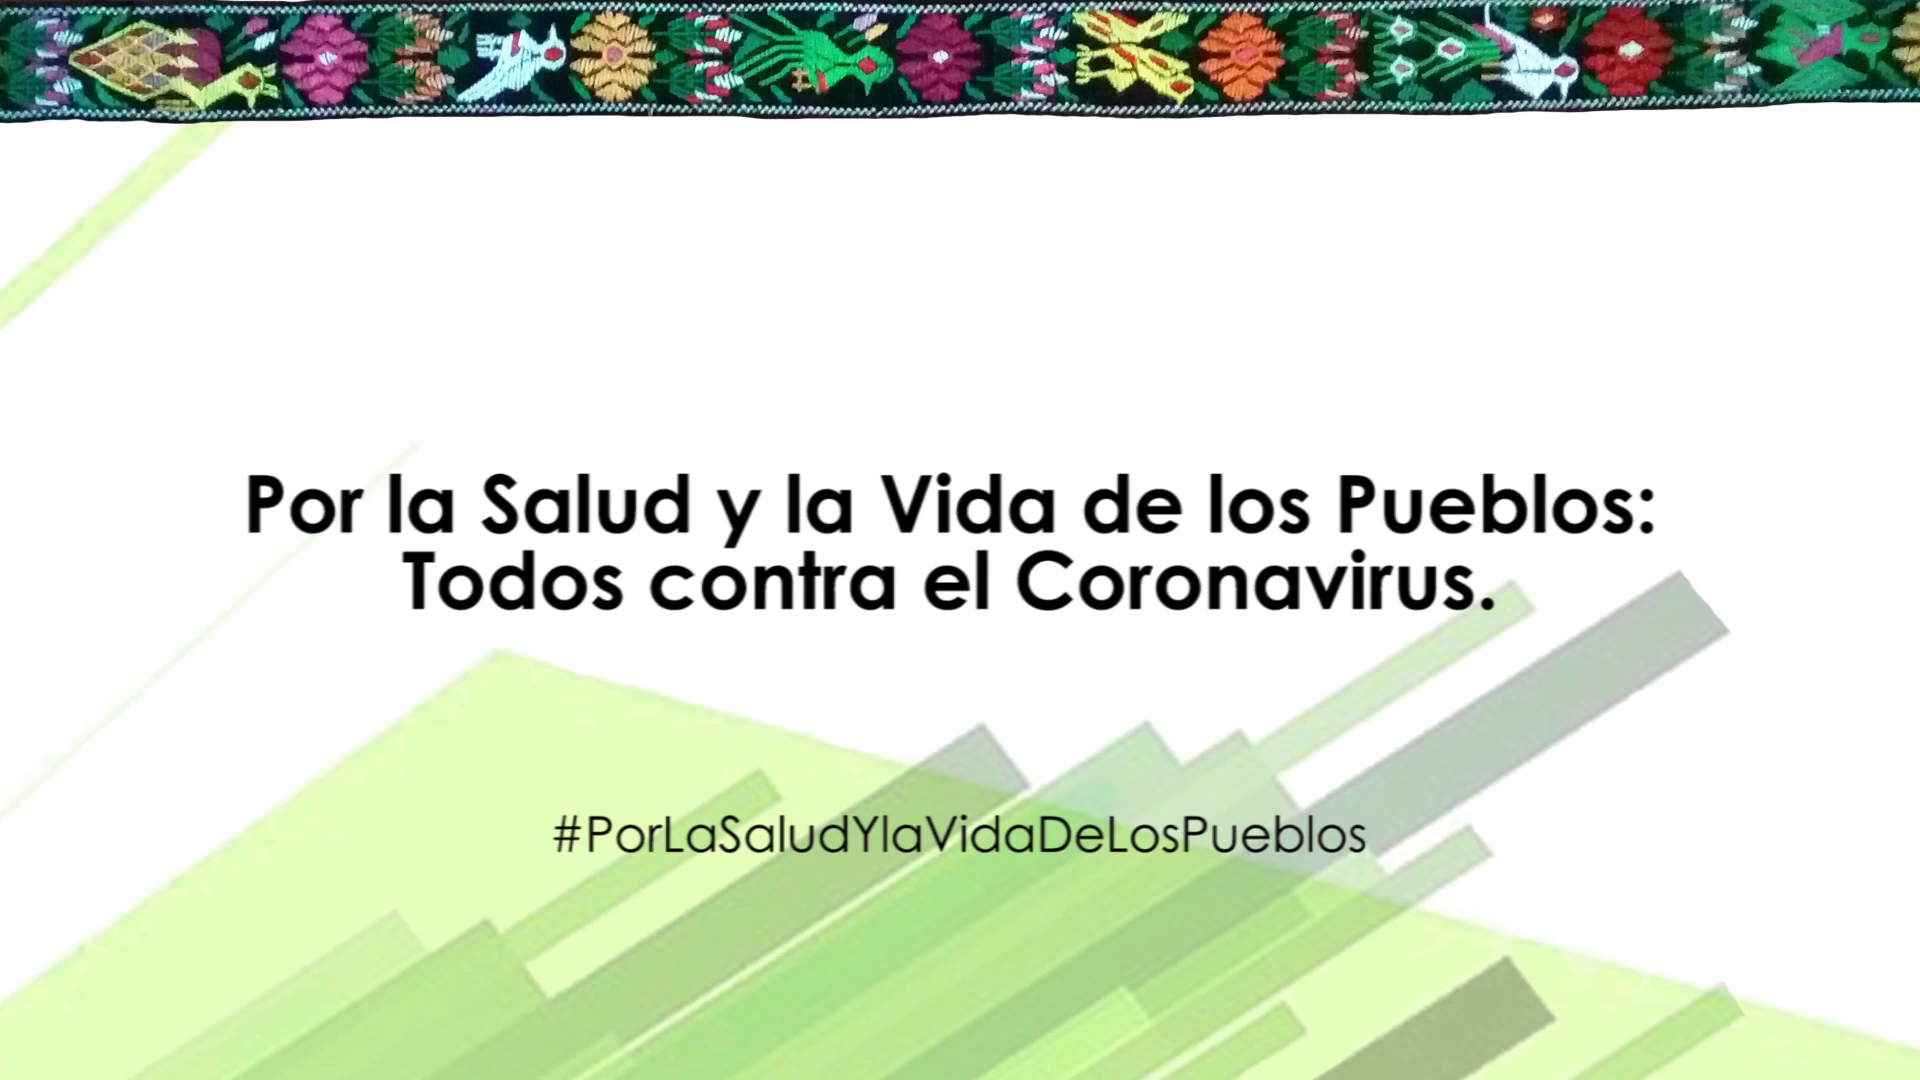 Por la Salud y la Vida de los Pueblos:
Todos contra el Coronavirus.
#PorLaSaludYlaVidaDeLosPueblos